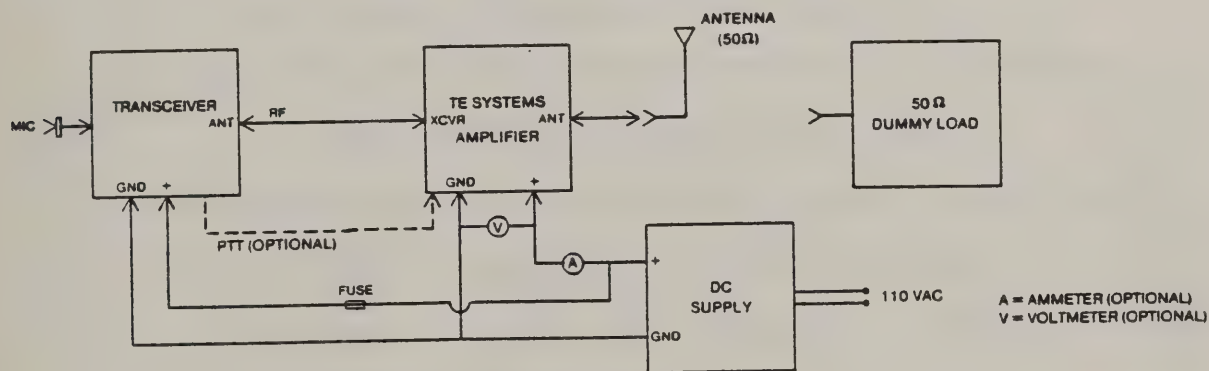 ANTENNA
(50Ω)
TRANSCEIVER
TE SYSTEMS
AMPLIFIER
50 Ω
DUMMY LOAD
MIC
ANT
RF
XCVR
ANT
GND
+
GND
+
PTT (OPTIONAL)
V
A
+
FUSE
DC
SUPPLY
110 VAC
A = AMMETER (OPTIONAL)
V = VOLTMETER (OPTIONAL)
GND